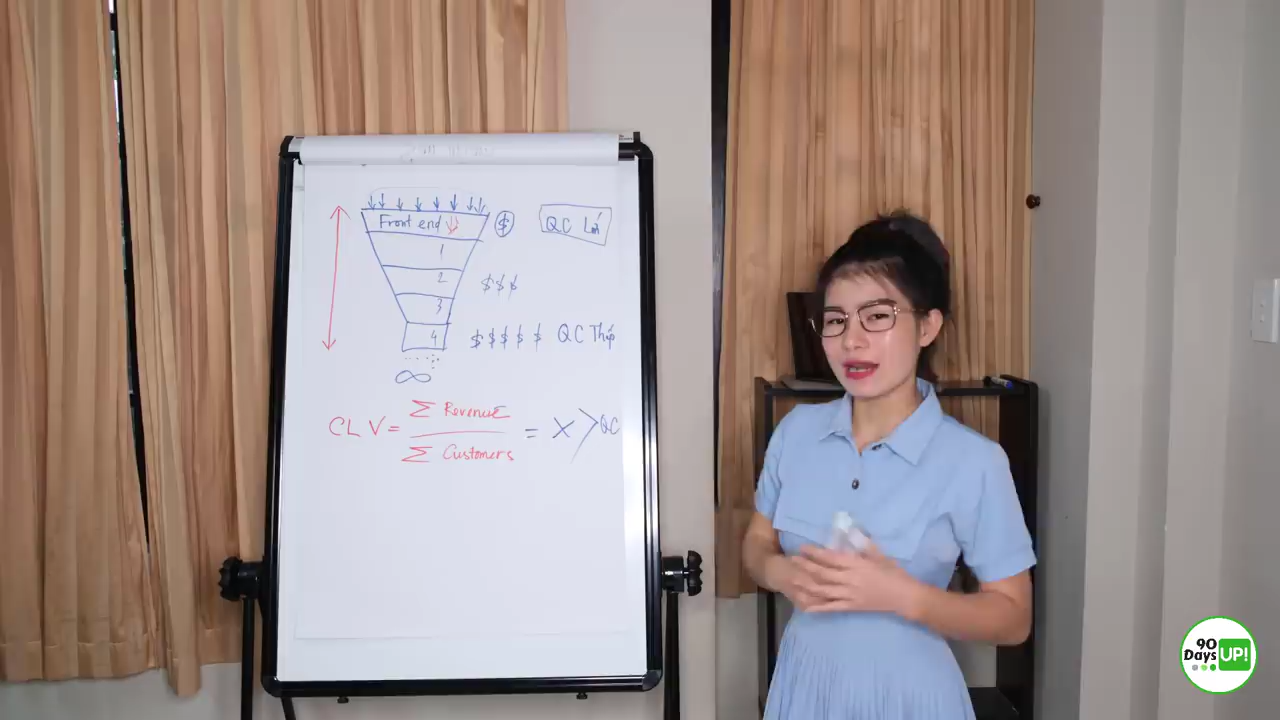 Front end $ QC Lớn
1
2 $$$
3
4 $$$$$ QC Thấp
∞
CLV = Σ Revenue = X > QC
Σ Customers
90
Days UP!